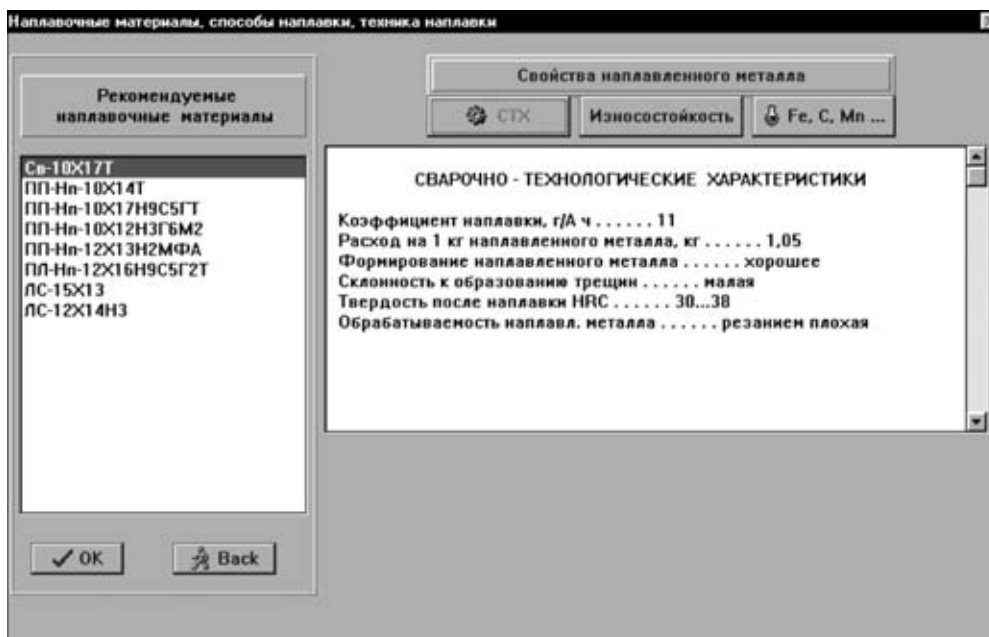 Наплавочные материалы, способы наплавки, техника наплавки
Рекомендуемые
наплавочные материалы
Св-10Х17Т
ПП-Нп-10Х14Т
ПП-Нп-10Х17Н9С5ГТ
ПП-Нп-10Х12Н3Г6М2
ПП-Нп-12Х13Н2МФА
ПЛ-Нп-12Х16Н9С5Г2Т
ЛС-15Х13
ЛС-12Х14Н3
OK
Back
Свойства наплавленного металла
СТХ
Износостойкость
Fe, C, Mn ...
СВАРОЧНО - ТЕХНОЛОГИЧЕСКИЕ ХАРАКТЕРИСТИКИ
Коэффициент наплавки, г/А ч . . . . . . 11
Расход на 1 кг наплавленного металла, кг . . . . . . 1,05
Формирование наплавленного металла . . . . . . хорошее
Склонность к образованию трещин . . . . . . малая
Твердость после наплавки HRC . . . . . . 30...38
Обрабатываемость наплавл. металла . . . . . . резанием плохая